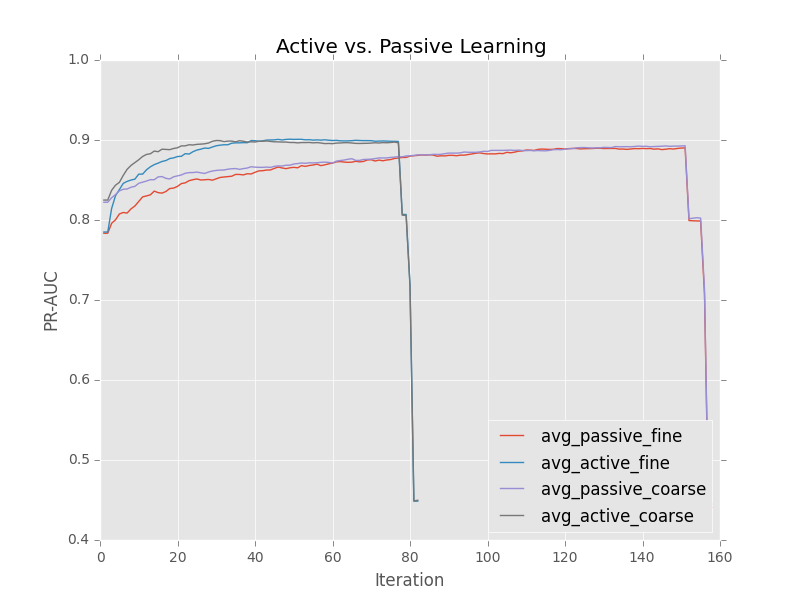 Active vs. Passive Learning
1.0
0.9
0.8
0.7
0.6
0.5
0.4
PR-AUC
avg_passive_fine
avg_active_fine
avg_passive_coarse
avg_active_coarse
0 20 40 60 80 100 120 140 160
Iteration